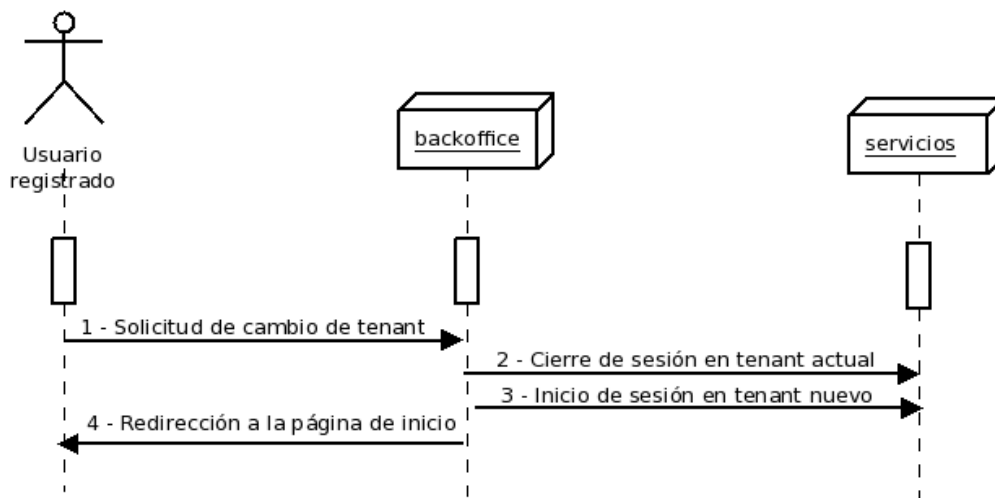 backoffice
servicios
Usuario
registrado
1 - Solicitud de cambio de tenant
2 - Cierre de sesión en tenant actual
3 - Inicio de sesión en tenant nuevo
4 - Redirección a la página de inicio